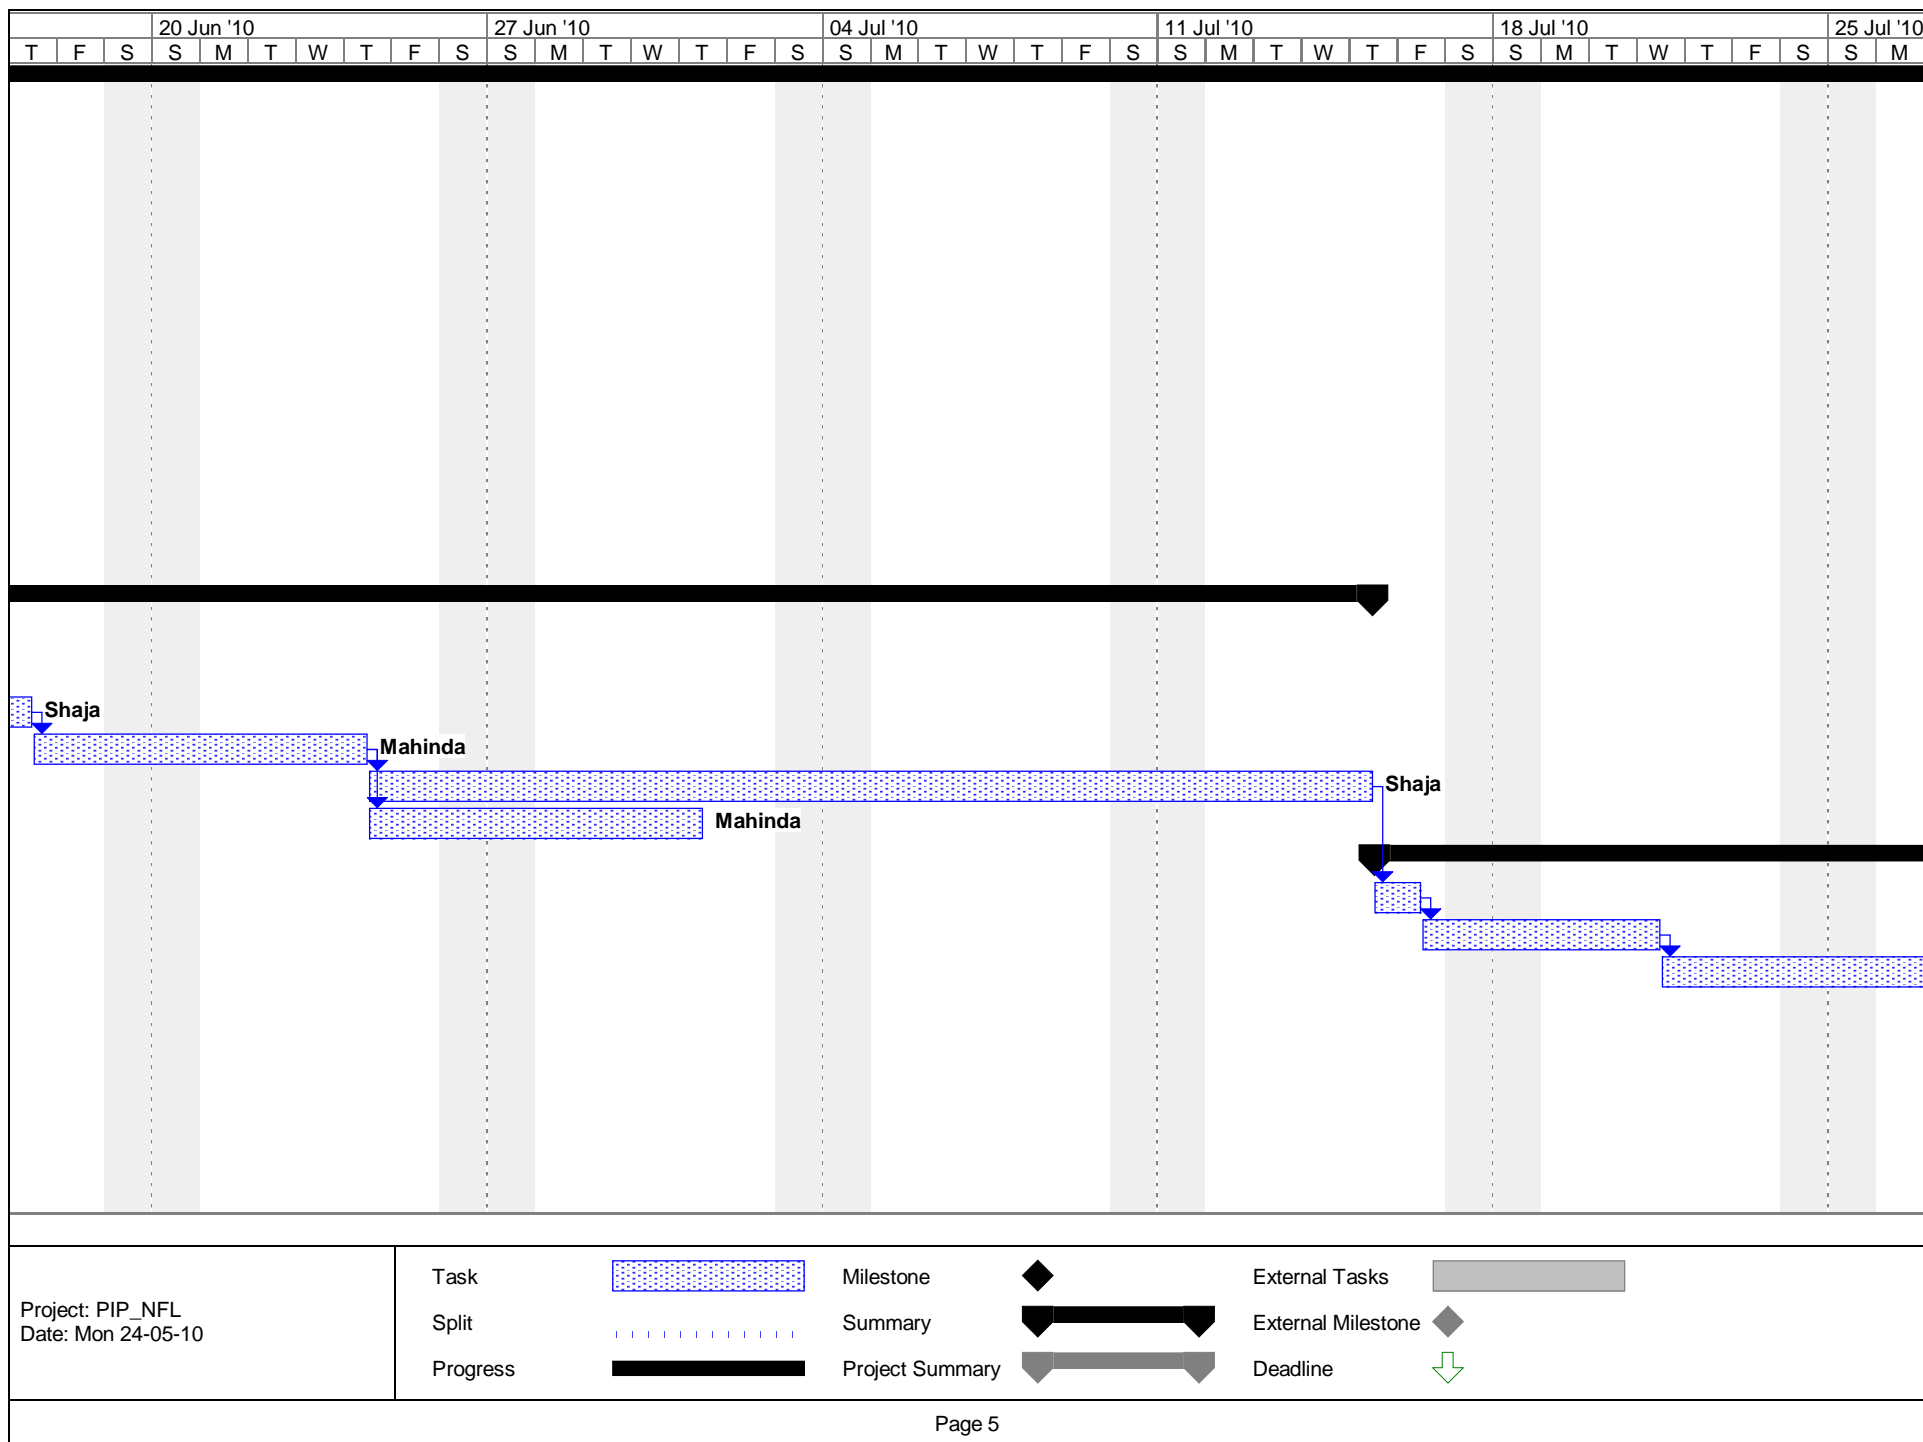 20 Jun '10 27 Jun '10 04 Jul '10 11 Jul '10 18 Jul '10 25 Jul '10
T F S S M T W T F S S M T W T F S S M T W T F S S M T W T F S S M T W T F S S M
Shaja
Mahinda
Shaja
Mahinda
Task Milestone External Tasks
Project: PIP_NFL
Date: Mon 24-05-10
Split Summary External Milestone
Progress Project Summary Deadline
Page 5